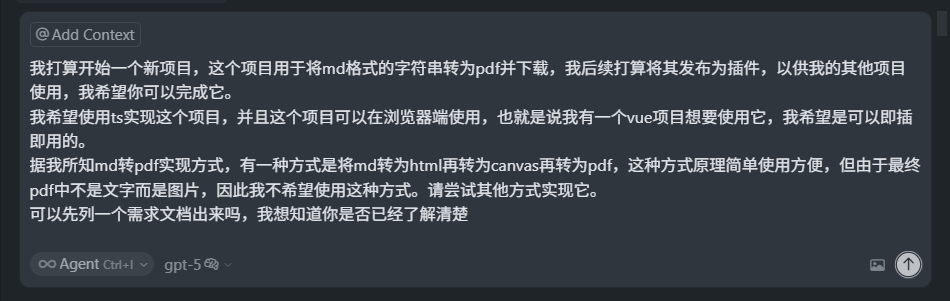 @ Add Context
我打算开始一个新项目，这个项目用于将md格式的字符串转为pdf并下载，我后续打算将其发布为插件，以供我的其他项目
使用，我希望你可以完成它。
我希望使用ts实现这个项目，并且这个项目可以在浏览器端使用，也就是说我有一个vue项目想要使用它，我希望是可以即插
即用的。
据我所知md转pdf实现方式，有一种方式是将md转为html再转为canvas再转为pdf，这种方式原理简单使用方便，但由于最终
pdf中不是文字而是图片，因此我不希望使用这种方式。请尝试其他方式实现它。
可以先列一个需求文档出来吗，我想知道你是否已经了解清楚
Agent Ctrl+I gpt-5